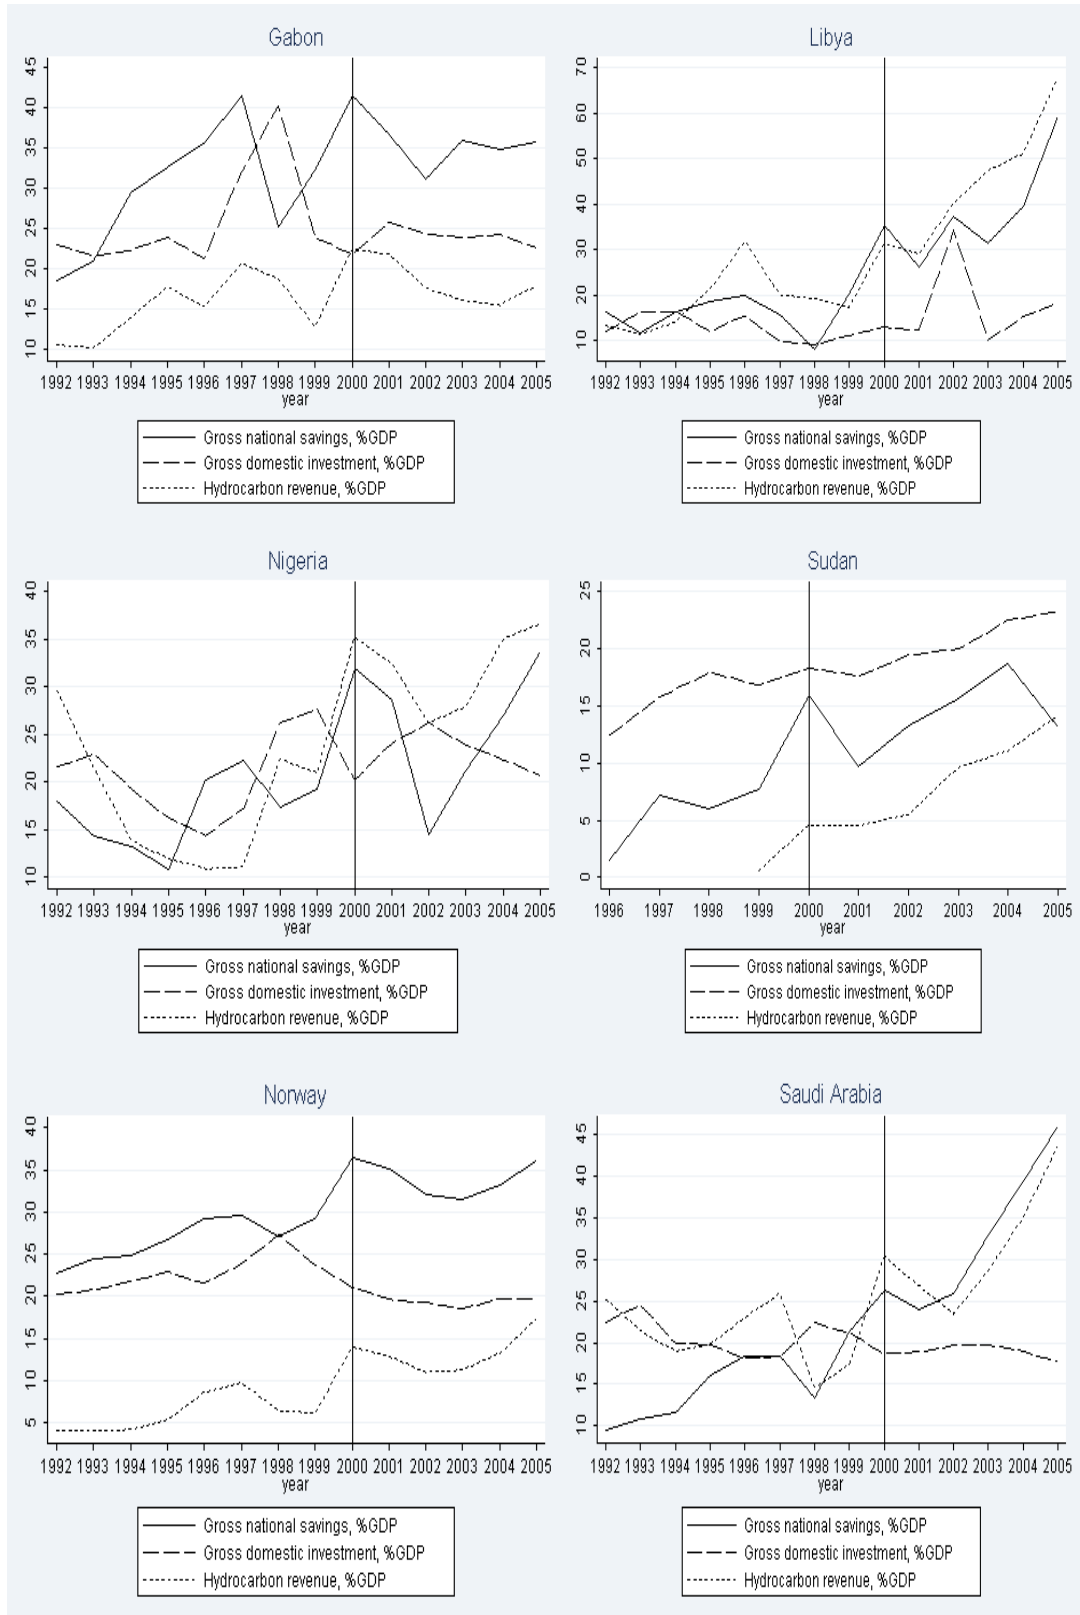 Gabon
45
40
35
30
25
20
15
10
1992 1993 1994 1995 1996 1997 1998 1999 2000 2001 2002 2003 2004 2005
year
Gross national savings, %GDP
Gross domestic investment, %GDP
Hydrocarbon revenue, %GDP
Libya
70
60
50
40
30
20
10
1992 1993 1994 1995 1996 1997 1998 1999 2000 2001 2002 2003 2004 2005
year
Gross national savings, %GDP
Gross domestic investment, %GDP
Hydrocarbon revenue, %GDP
Nigeria
40
35
30
25
20
15
10
1992 1993 1994 1995 1996 1997 1998 1999 2000 2001 2002 2003 2004 2005
year
Gross national savings, %GDP
Gross domestic investment, %GDP
Hydrocarbon revenue, %GDP
Sudan
25
20
15
10
5
0
1996 1997 1998 1999 2000 2001 2002 2003 2004 2005
year
Gross national savings, %GDP
Gross domestic investment, %GDP
Hydrocarbon revenue, %GDP
Norway
40
35
30
25
20
15
10
5
1992 1993 1994 1995 1996 1997 1998 1999 2000 2001 2002 2003 2004 2005
year
Gross national savings, %GDP
Gross domestic investment, %GDP
Hydrocarbon revenue, %GDP
Saudi Arabia
45
40
35
30
25
20
15
10
1992 1993 1994 1995 1996 1997 1998 1999 2000 2001 2002 2003 2004 2005
year
Gross national savings, %GDP
Gross domestic investment, %GDP
Hydrocarbon revenue, %GDP